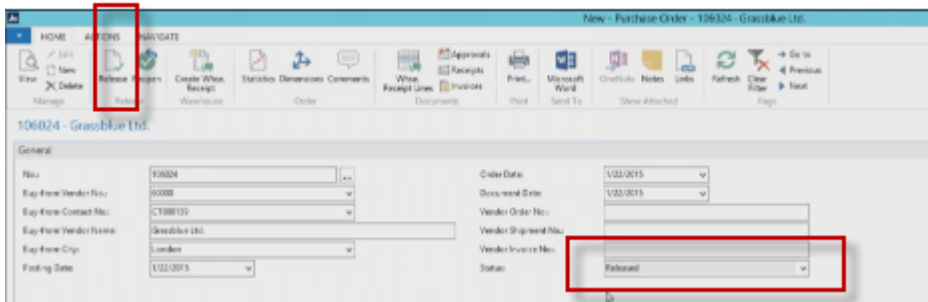 New - Purchase Order - 106024 · Grassblue Ltd.
HOME ACTIONS NAVIGATE
View
Edit
New
Delete
Manage
Release Reopen
Release
Create Whse. Receipt
Warehouse
Statistics Dimensions Comments
Order
Whse. Receipt Lines
Approvals
Receipts
Invoices
Documents
Print...
Print
Microsoft Word
Send To
OneNote Notes Links
Show Attached
Refresh Clear Filter
Go to
Previous
Next
Page
106024 · Grassblue Ltd.
General
No.: 106024 ...
Buy-from Vendor No.: 60000
Buy-from Contact No.:
Buy-from Vendor Name: Grassblue Ltd.
Buy-from City: London
Posting Date: 1/22/2015
Order Date: 1/22/2015
Document Date: 1/22/2015
Vendor Order No.:
Vendor Shipment No.:
Vendor Invoice No.:
Status: Released